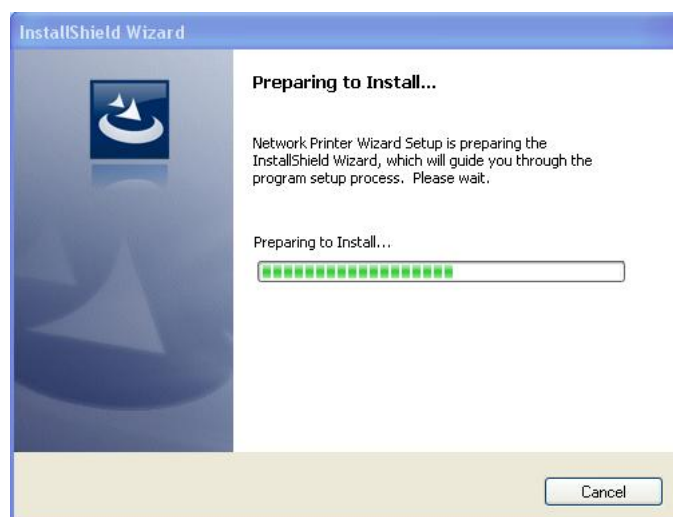 InstallShield Wizard
Preparing to Install...
Network Printer Wizard Setup is preparing the
InstallShield Wizard, which will guide you through the
program setup process.  Please wait.
Preparing to Install...
Cancel